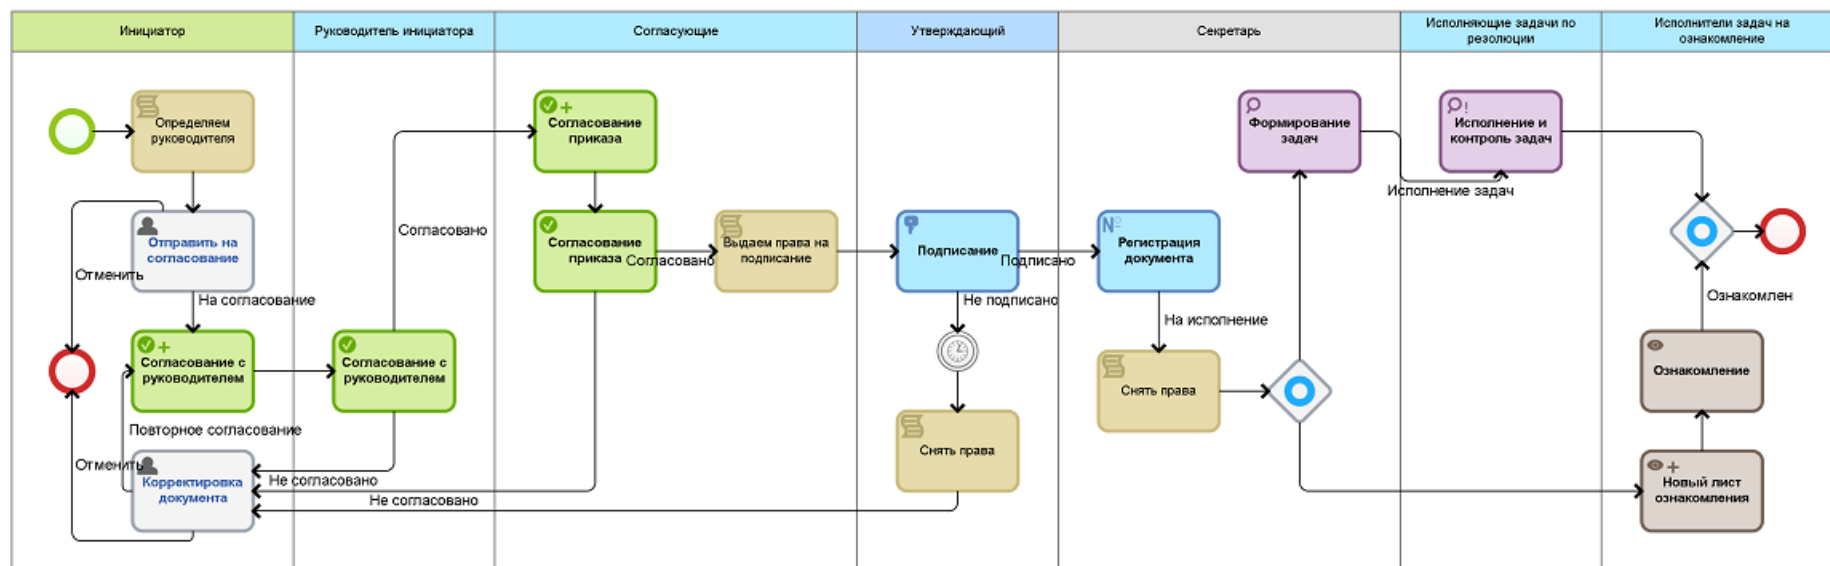 Инициатор
Руководитель инициатора
Согласующие
Утверждающий
Секретарь
Исполняющие задачи по
резолюции
Исполнители задач на
ознакомление
Определяем
руководителя
Отправить на
согласование
Отменить
На согласование
Согласование с
руководителем
Повторное согласование
Отменить
Корректировка
документа
Согласование с
руководителем
Согласовано
Не согласовано
Не согласовано
Согласование
приказа
Согласование
приказа
Согласовано
Выдаем права на
подписание
Подписание
Подписано
Не подписано
Снять права
№
Регистрация
документа
На исполнение
Снять права
Формирование
задач
Исполнение задач
Исполнение и
контроль задач
Ознакомлен
Ознакомление
Новый лист
ознакомления